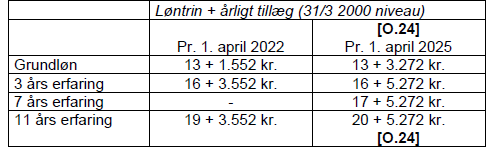 Løntrin + årligt tillæg (31/3 2000 niveau)
[O.24]
Pr. 1. april 2022 Pr. 1. april 2025
Grundløn 13 + 1.552 kr. 13 + 3.272 kr.
3 års erfaring 16 + 3.552 kr. 16 + 5.272 kr.
7 års erfaring - 17 + 5.272 kr.
11 års erfaring 19 + 3.552 kr. 20 + 5.272 kr.
[O.24]